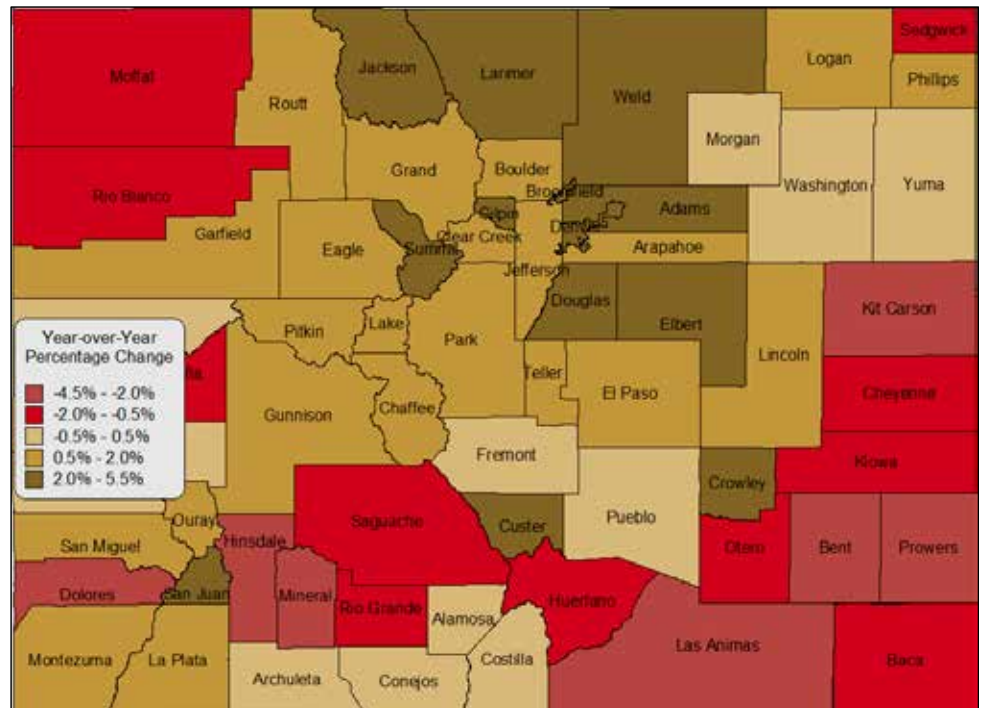 Moffat
Jackson
Larimer
Weld
Logan
Sedgwick
Phillips
Routt
Morgan
Grand
Boulder
Washington
Yuma
Rio Blanco
Broomfield
Gilpin
Adams
Garfield
Eagle
Summit
Clear Creek
Denver
Arapahoe
Jefferson
Kit Carson
Douglas
Elbert
Year-over-Year
Percentage Change
-4.5% - -2.0%
-2.0% - -0.5%
-0.5% - 0.5%
0.5% - 2.0%
2.0% - 5.5%
Pitkin
Lake
Park
Lincoln
Teller
El Paso
Cheyenne
Gunnison
Chaffee
Fremont
Kiowa
Crowley
Saguache
Custer
Pueblo
Ouray
San Miguel
Hinsdale
Otero
Bent
Prowers
Dolores
San Juan
Mineral
Rio Grande
Alamosa
Huerfano
Montezuma
La Plata
Archuleta
Conejos
Costilla
Las Animas
Baca